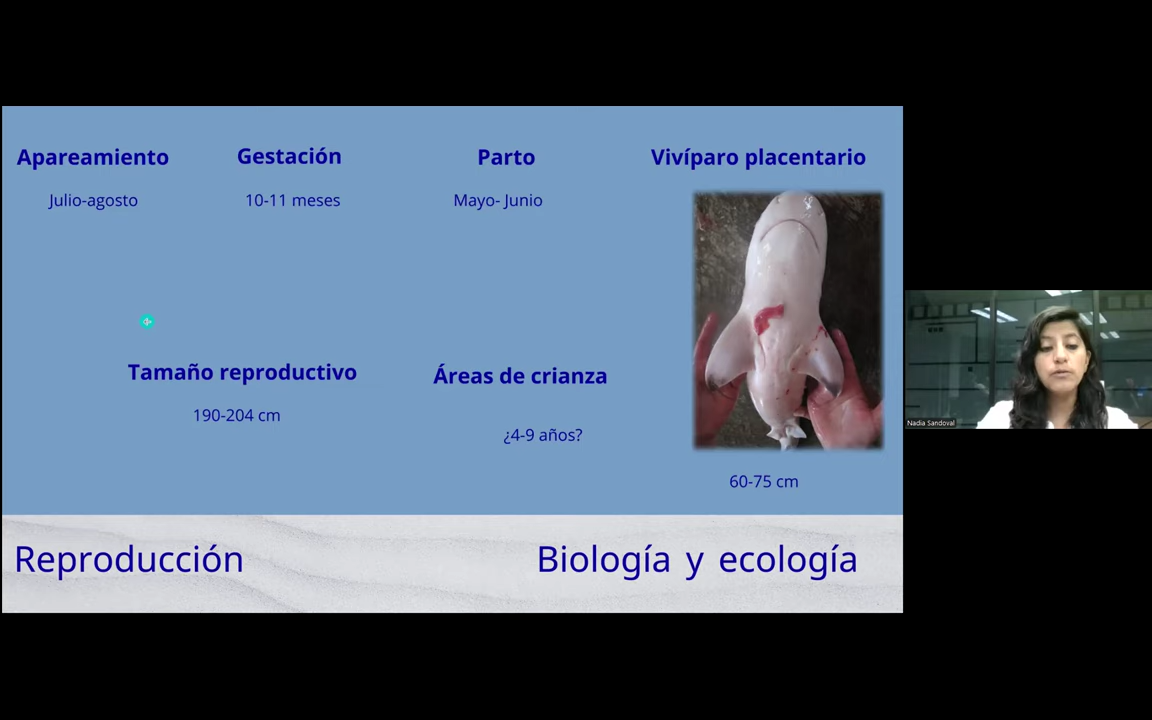 Apareamiento
Julio-agosto
Gestación
10-11 meses
Parto
Mayo- Junio
Vivíparo placentario
60-75 cm
Tamaño reproductivo
190-204 cm
Áreas de crianza
¿4-9 años?
Reproducción
Biología y ecología
Nadia Sandoval